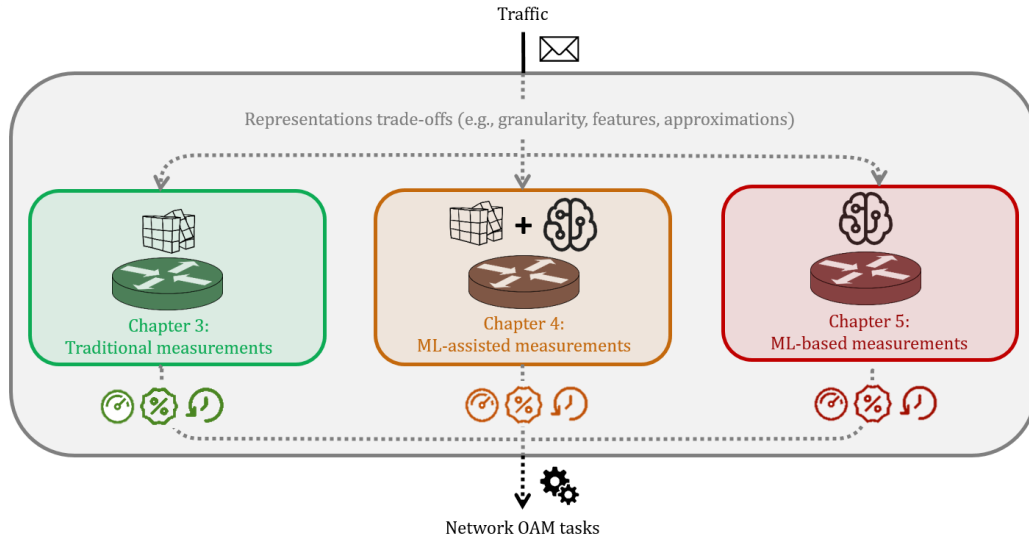 Traffic
Representations trade-offs (e.g., granularity, features, approximations)
Chapter 3:
Traditional measurements
+
Chapter 4:
ML-assisted measurements
Chapter 5:
ML-based measurements
%
%
%
Network OAM tasks